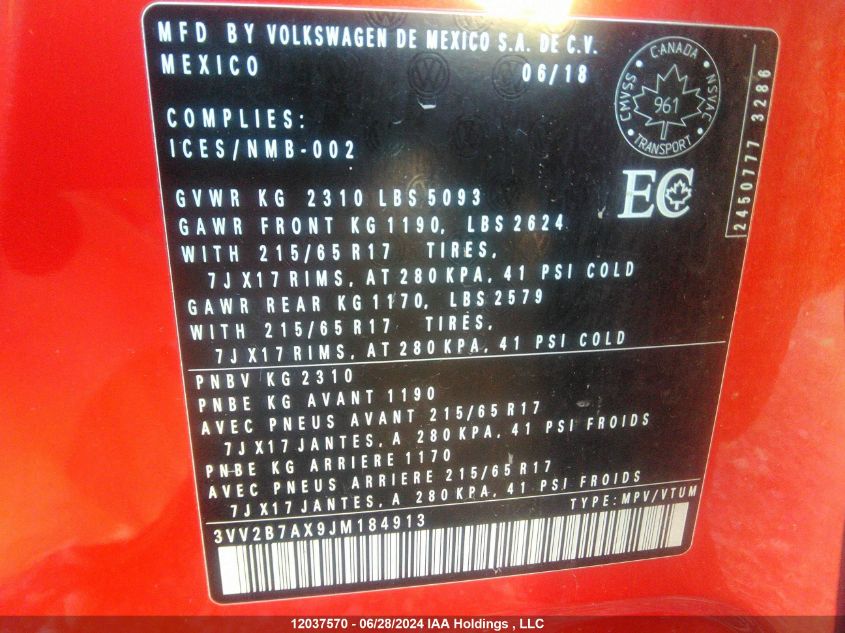 MFD BY VOLKSWAGEN DE MEXICO S.A. DE C.V.
MEXICO 06/18
CANADA
CMVSS NSVAC
961
TRANSPORT
COMPLIES:
ICES/NMB-002
EC
2450777 3286
GVWR KG 2310 LBS 5093
GAWR FRONT KG 1190, LBS 2624
WITH 215/65 R17 TIRES,
7J X17 RIMS, AT 280 KPA, 41 PSI COLD
GAWR REAR KG 1170, LBS 2579
WITH 215/65 R17 TIRES,
7J X17 RIMS, AT 280 KPA, 41 PSI COLD
PNBV KG 2310
PNBE KG AVANT 1190
AVEC PNEUS AVANT 215/65 R17
7J X17 JANTES, A 280 KPA, 41 PSI FROIDS
PNBE KG ARRIERE 1170
AVEC PNEUS ARRIERE 215/65 R17
7J X17 JANTES, A 280 KPA, 41 PSI FROIDS
TYPE: MPV/VTUM
3VV2B7AX9JM184913
12037570 - 06/28/2024 IAA Holdings , LLC